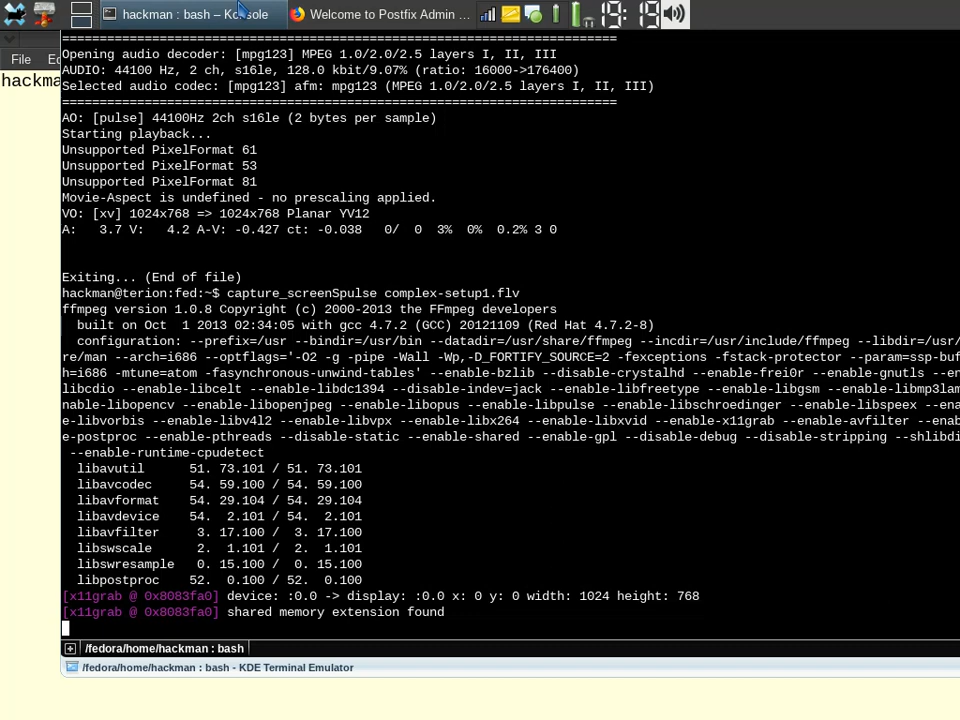 hackman : bash – Konsole
Welcome to Postfix Admin ...
19: 19
File
hackma
========================================================================== 
Opening audio decoder: [mpg123] MPEG 1.0/2.0/2.5 layers I, II, III
AUDIO: 44100 Hz, 2 ch, s16le, 128.0 kbit/9.07% (ratio: 16000->176400)
Selected audio codec: [mpg123] afm: mpg123 (MPEG 1.0/2.0/2.5 layers I, II, III)
==========================================================================
AO: [pulse] 44100Hz 2ch s16le (2 bytes per sample)
Starting playback...
Unsupported PixelFormat 61
Unsupported PixelFormat 53
Unsupported PixelFormat 81
Movie-Aspect is undefined - no prescaling applied.
VO: [xv] 1024x768 => 1024x768 Planar YV12
A:   3.7 V:   4.2 A-V: -0.427 ct: -0.038   0/  0  3%  0%  0.2% 3 0
Exiting... (End of file)
hackman@terion:fed:~$ capture_screenSpulse complex-setup1.flv
ffmpeg version 1.0.8 Copyright (c) 2000-2013 the FFmpeg developers
  built on Oct  1 2013 02:34:05 with gcc 4.7.2 (GCC) 20121109 (Red Hat 4.7.2-8)
  configuration: --prefix=/usr --bindir=/usr/bin --datadir=/usr/share/ffmpeg --incdir=/usr/include/ffmpeg --libdir=/usr/
re/man --arch=i686 --optflags='-O2 -g -pipe -Wall -Wp,-D_FORTIFY_SOURCE=2 -fexceptions -fstack-protector --param=ssp-buf
h=i686 -mtune=atom -fasynchronous-unwind-tables' --enable-bzlib --disable-crystalhd --enable-frei0r --enable-gnutls --en
libcdio --enable-libcelt --enable-libdc1394 --disable-indev=jack --enable-libfreetype --enable-libgsm --enable-libmp3lam
nable-libopencv --enable-libopenjpeg --enable-libopus --enable-libpulse --enable-libschroedinger --enable-libspeex --ena
e-libvorbis --enable-libv4l2 --enable-libvpx --enable-libx264 --enable-libxvid --enable-x11grab --enable-avfilter --enab
e-postproc --enable-pthreads --disable-static --enable-shared --enable-gpl --disable-debug --disable-stripping --shlibdi
 --enable-runtime-cpudetect
  libavutil      51. 73.101 / 51. 73.101
  libavcodec     54. 59.100 / 54. 59.100
  libavformat    54. 29.104 / 54. 29.104
  libavdevice    54.  2.101 / 54.  2.101
  libavfilter     3. 17.100 /  3. 17.100
  libswscale      2.  1.101 /  2.  1.101
  libswresample   0. 15.100 /  0. 15.100
  libpostproc    52.  0.100 / 52.  0.100
[x11grab @ 0x8083fa0] device: :0.0 -> display: :0.0 x: 0 y: 0 width: 1024 height: 768
[x11grab @ 0x8083fa0] shared memory extension found
/fedora/home/hackman : bash
/fedora/home/hackman : bash - KDE Terminal Emulator